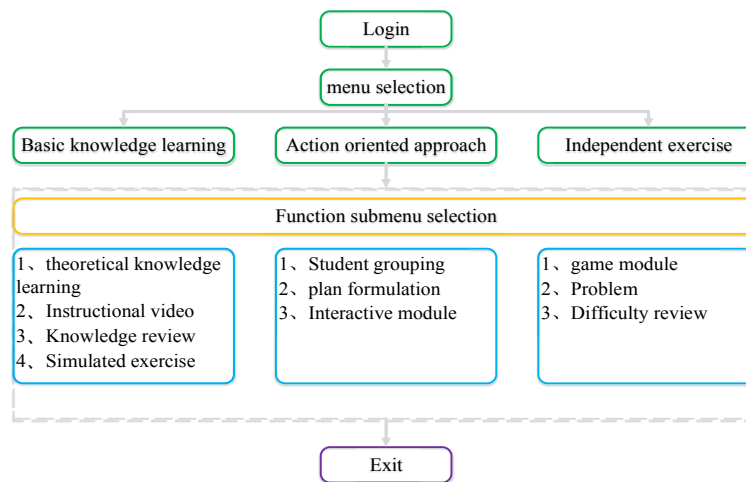 Login
menu selection
Basic knowledge learning
Action oriented approach
Independent exercise
Function submenu selection
1、theoretical knowledge
learning
2、Instructional video
3、Knowledge review
4、Simulated exercise
1、Student grouping
2、plan formulation
3、Interactive module
1、game module
2、Problem
3、Difficulty review
Exit